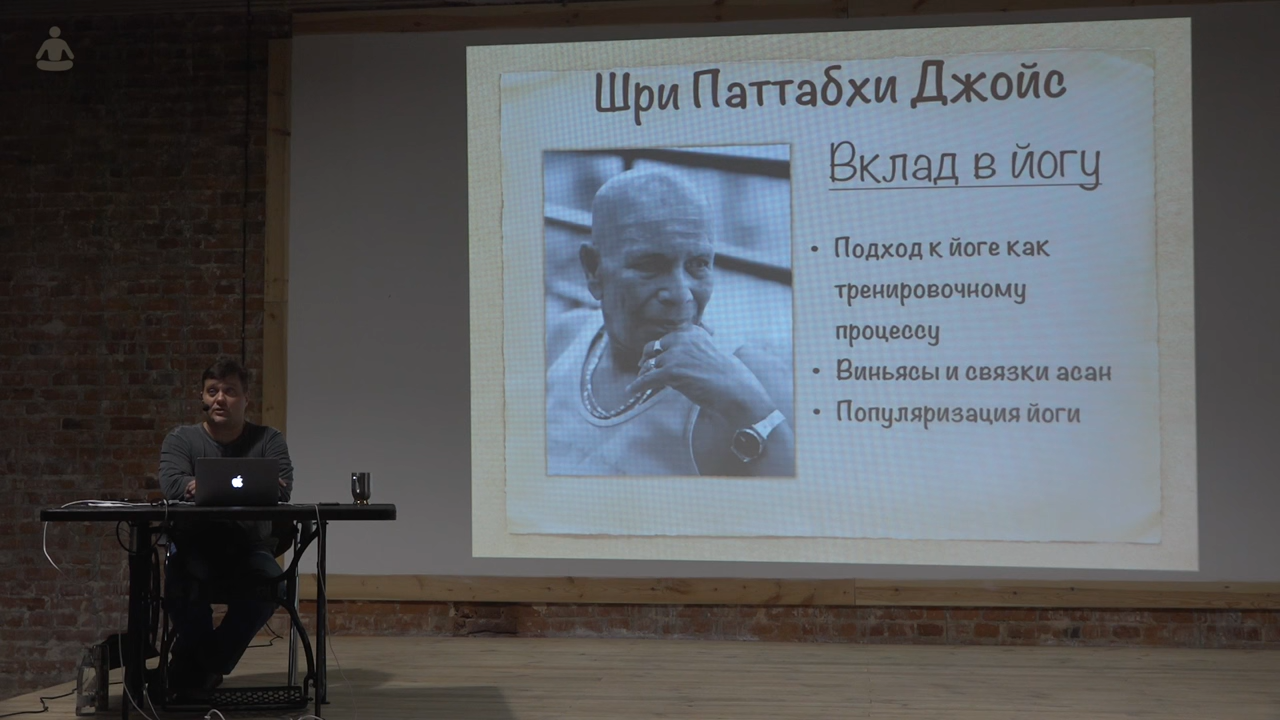 Шри Паттабхи Джойс
Вклад в йогу
• Подход к йоге как
тренировочному
процессу
• Виньясы и связки асан
• Популяризация йоги